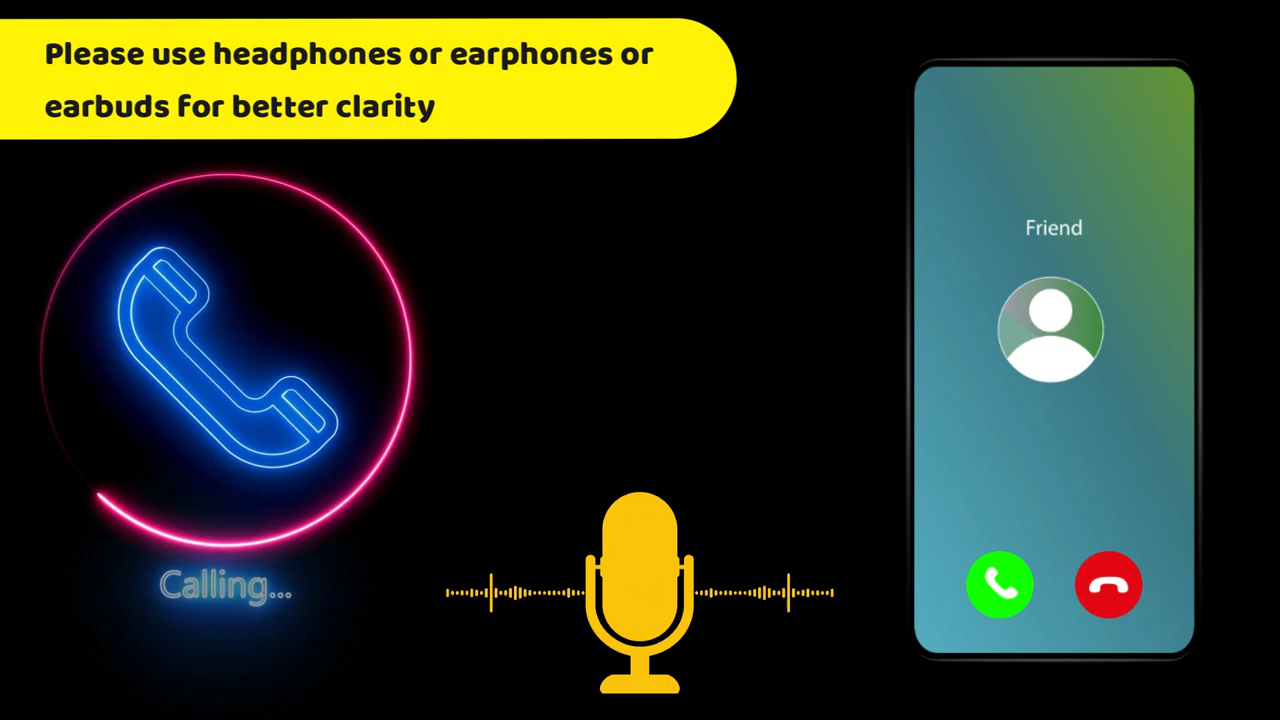 Please use headphones or earphones or
earbuds for better clarity
Friend
Calling...